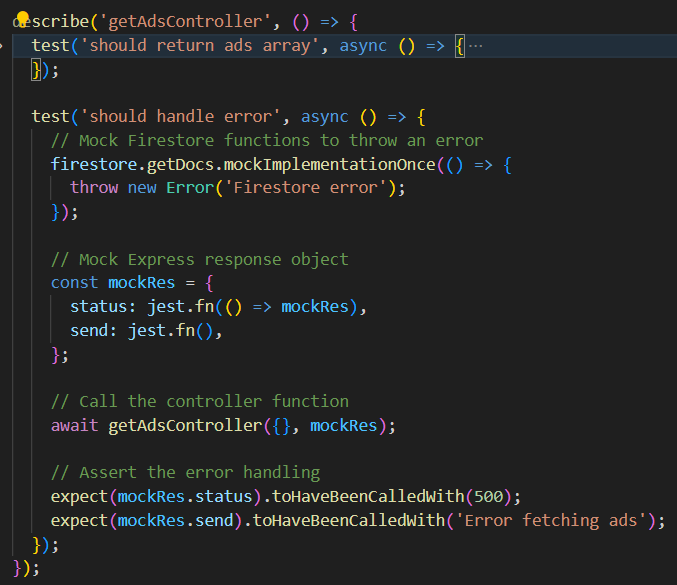 describe('getAdsController', () => {
  test('should return ads array', async () => {···
  });

  test('should handle error', async () => {
    // Mock Firestore functions to throw an error
    firestore.getDocs.mockImplementationOnce(() => {
      throw new Error('Firestore error');
    });

    // Mock Express response object
    const mockRes = {
      status: jest.fn(() => mockRes),
      send: jest.fn(),
    };

    // Call the controller function
    await getAdsController({}, mockRes);

    // Assert the error handling
    expect(mockRes.status).toHaveBeenCalledWith(500);
    expect(mockRes.send).toHaveBeenCalledWith('Error fetching ads');
  });
});